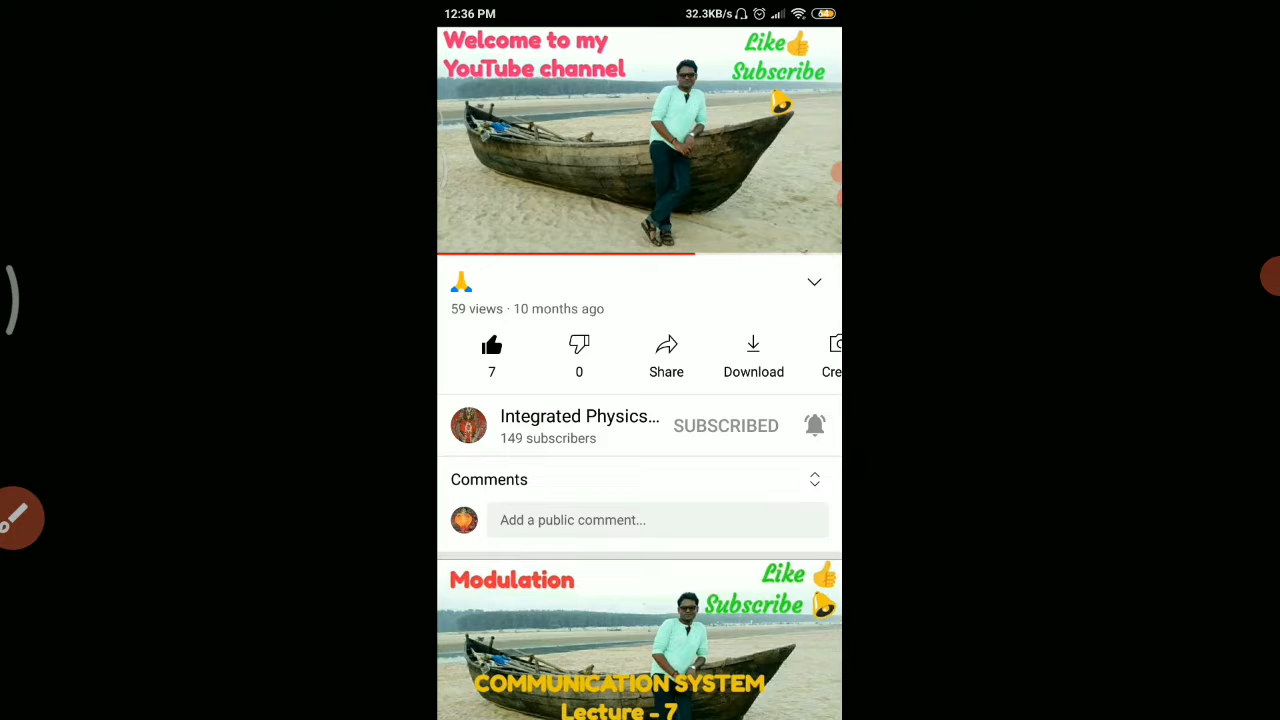 12:36 PM
32.3KB/s
64
Welcome to my
YouTube channel
Like
Subscribe
59 views · 10 months ago
7
0
Share
Download
Cre
Integrated Physics...
SUBSCRIBED
149 subscribers
Comments
Add a public comment...
Modulation
Like
Subscribe
COMMUNICATION SYSTEM
Lecture - 7